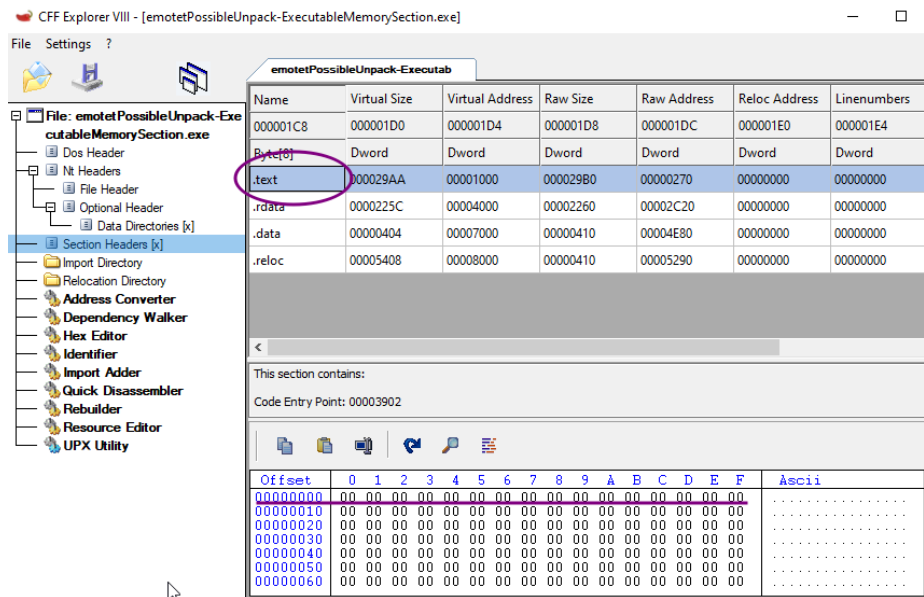 CFF Explorer VIII - [emotetPossibleUnpack-ExecutableMemorySection.exe]
File Settings ?
File: emotetPossibleUnpack-Exe
cutableMemorySection.exe
Dos Header
Nt Headers
File Header
Optional Header
Data Directories [x]
Section Headers [x]
Import Directory
Relocation Directory
Address Converter
Dependency Walker
Hex Editor
Identifier
Import Adder
Quick Disassembler
Rebuilder
Resource Editor
UPX Utility
emotetPossibleUnpack-Executab
Name Virtual Size Virtual Address Raw Size Raw Address Reloc Address Linenumbers
000001C8 000001D0 000001D4 000001D8 000001DC 000001E0 000001E4
Byte[8] Dword Dword Dword Dword Dword Dword
.text 000029AA 00001000 000029B0 00000270 00000000 00000000
.rdata 0000225C 00004000 00002260 00002C20 00000000 00000000
.data 00000404 00007000 00000410 00004E80 00000000 00000000
.reloc 00005408 00008000 00000410 00005290 00000000 00000000
This section contains:
Code Entry Point: 00003902
Offset 0 1 2 3 4 5 6 7 8 9 A B C D E F Ascii
00000000 00 00 00 00 00 00 00 00 00 00 00 00 00 00 00 00 ................
00000010 00 00 00 00 00 00 00 00 00 00 00 00 00 00 00 00 ................
00000020 00 00 00 00 00 00 00 00 00 00 00 00 00 00 00 00 ................
00000030 00 00 00 00 00 00 00 00 00 00 00 00 00 00 00 00 ................
00000040 00 00 00 00 00 00 00 00 00 00 00 00 00 00 00 00 ................
00000050 00 00 00 00 00 00 00 00 00 00 00 00 00 00 00 00 ................
00000060 00 00 00 00 00 00 00 00 00 00 00 00 00 00 00 00 ................